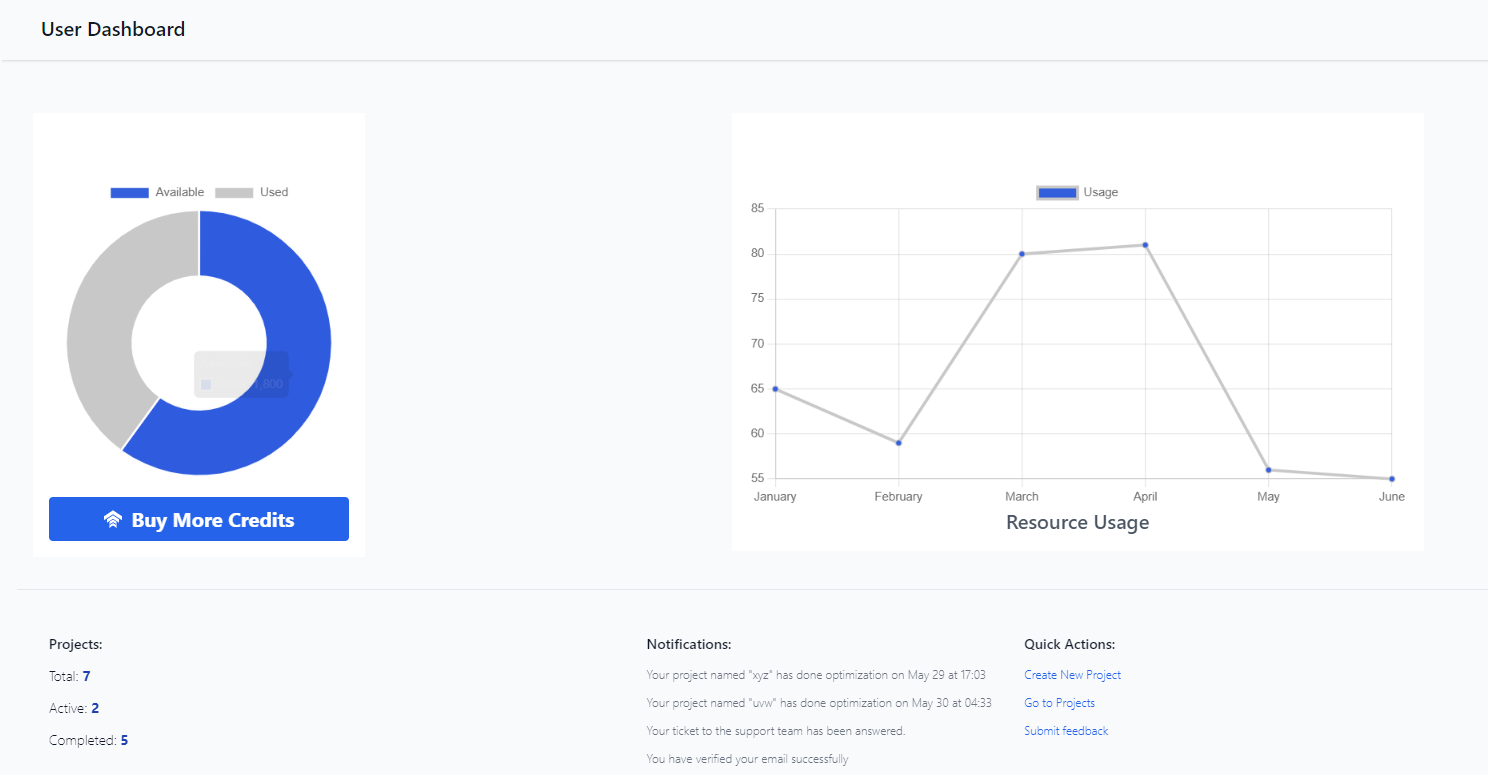 User Dashboard
Available Used
Buy More Credits
Usage
85
80
75
70
65
60
55
January February March April May June
Resource Usage
Projects:
Total: 7
Active: 2
Completed: 5
Notifications:
Your project named "xyz" has done optimization on May 29 at 17:03
Your project named "uvw" has done optimization on May 30 at 04:33
Your ticket to the support team has been answered.
You have verified your email successfully
Quick Actions:
Create New Project
Go to Projects
Submit feedback